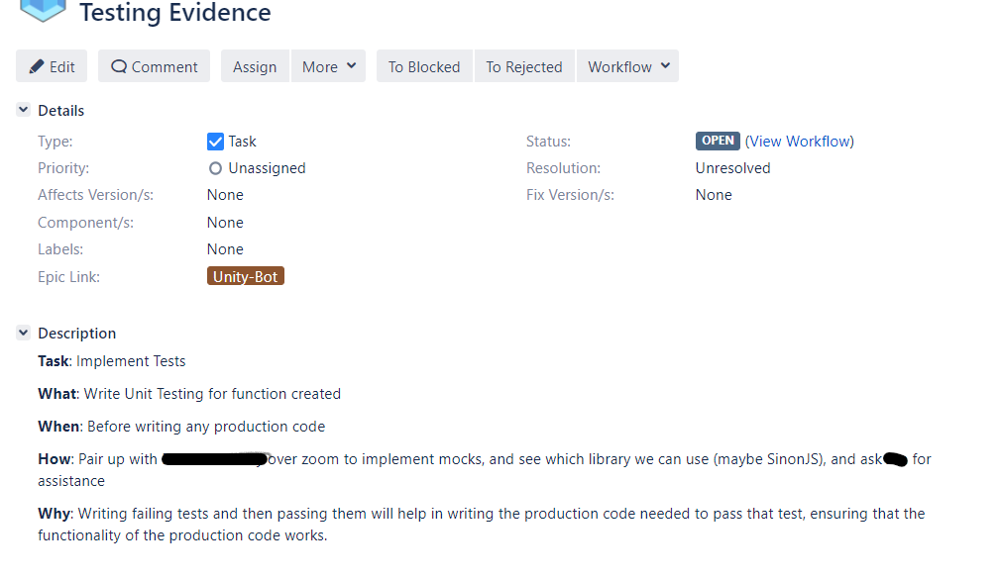 Testing Evidence
Edit Comment Assign More To Blocked To Rejected Workflow
Details
Type: Task Status: OPEN (View Workflow)
Priority: Unassigned Resolution: Unresolved
Affects Version/s: None Fix Version/s: None
Component/s: None
Labels: None
Epic Link: Unity-Bot
Description
Task: Implement Tests
What: Write Unit Testing for function created
When: Before writing any production code
How: Pair up with over zoom to implement mocks, and see which library we can use (maybe SinonJS), and ask for
assistance
Why: Writing failing tests and then passing them will help in writing the production code needed to pass that test, ensuring that the
functionality of the production code works.